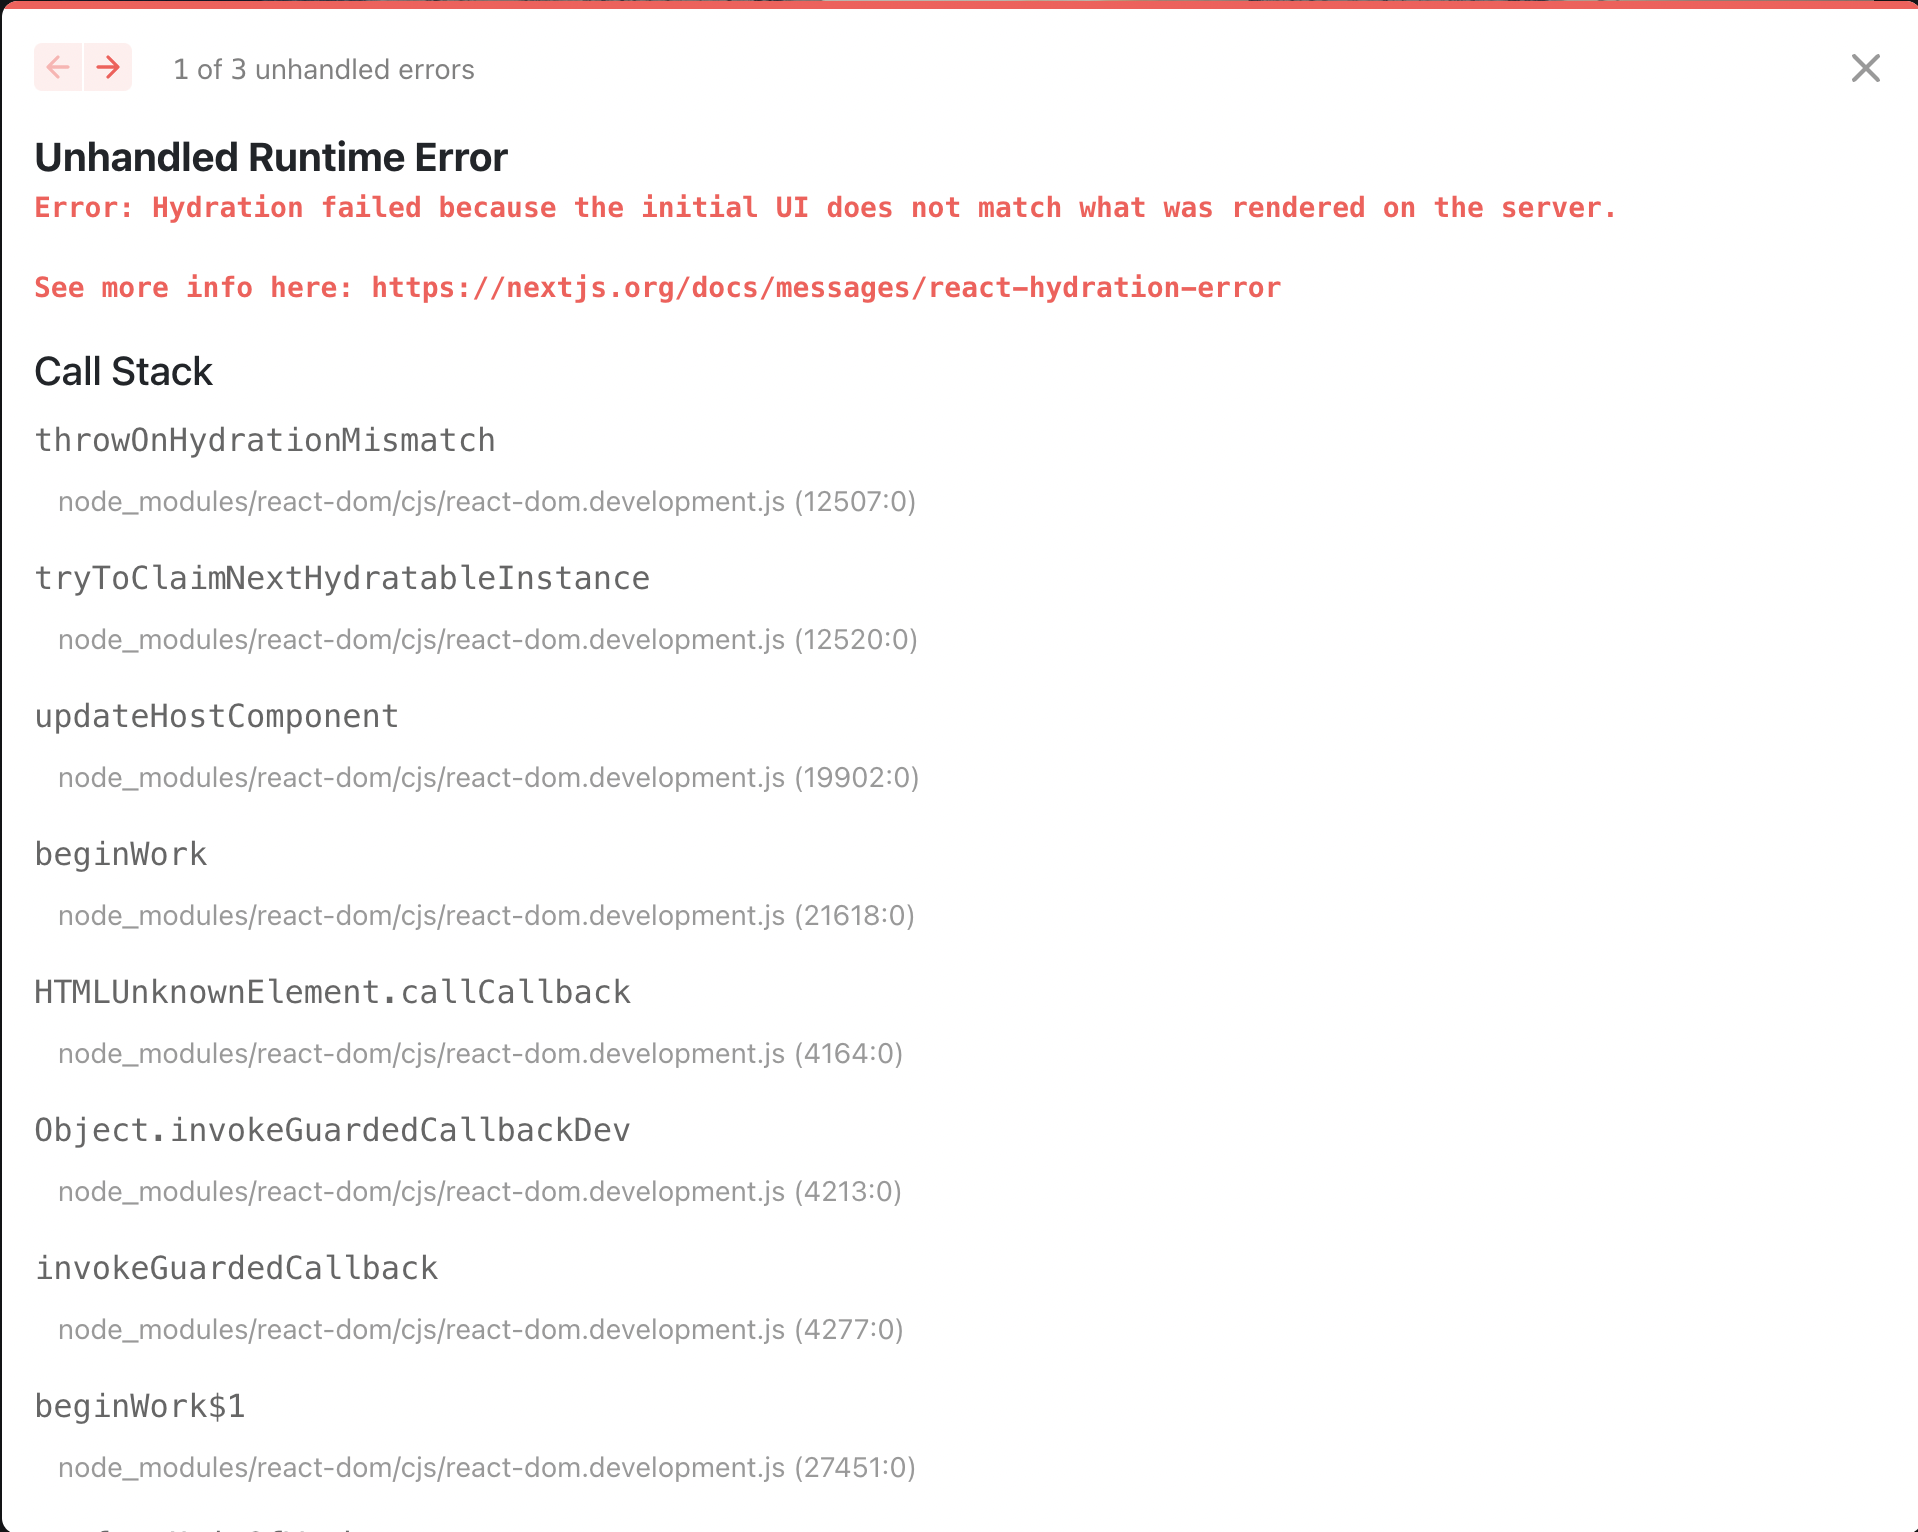 1 of 3 unhandled errors
Unhandled Runtime Error
Error: Hydration failed because the initial UI does not match what was rendered on the server.
See more info here: https://nextjs.org/docs/messages/react-hydration-error
Call Stack
throwOnHydrationMismatch
node_modules/react-dom/cjs/react-dom.development.js (12507:0)
tryToClaimNextHydratableInstance
node_modules/react-dom/cjs/react-dom.development.js (12520:0)
updateHostComponent
node_modules/react-dom/cjs/react-dom.development.js (19902:0)
beginWork
node_modules/react-dom/cjs/react-dom.development.js (21618:0)
HTMLUnknownElement.callCallback
node_modules/react-dom/cjs/react-dom.development.js (4164:0)
Object.invokeGuardedCallbackDev
node_modules/react-dom/cjs/react-dom.development.js (4213:0)
invokeGuardedCallback
node_modules/react-dom/cjs/react-dom.development.js (4277:0)
beginWork$1
node_modules/react-dom/cjs/react-dom.development.js (27451:0)